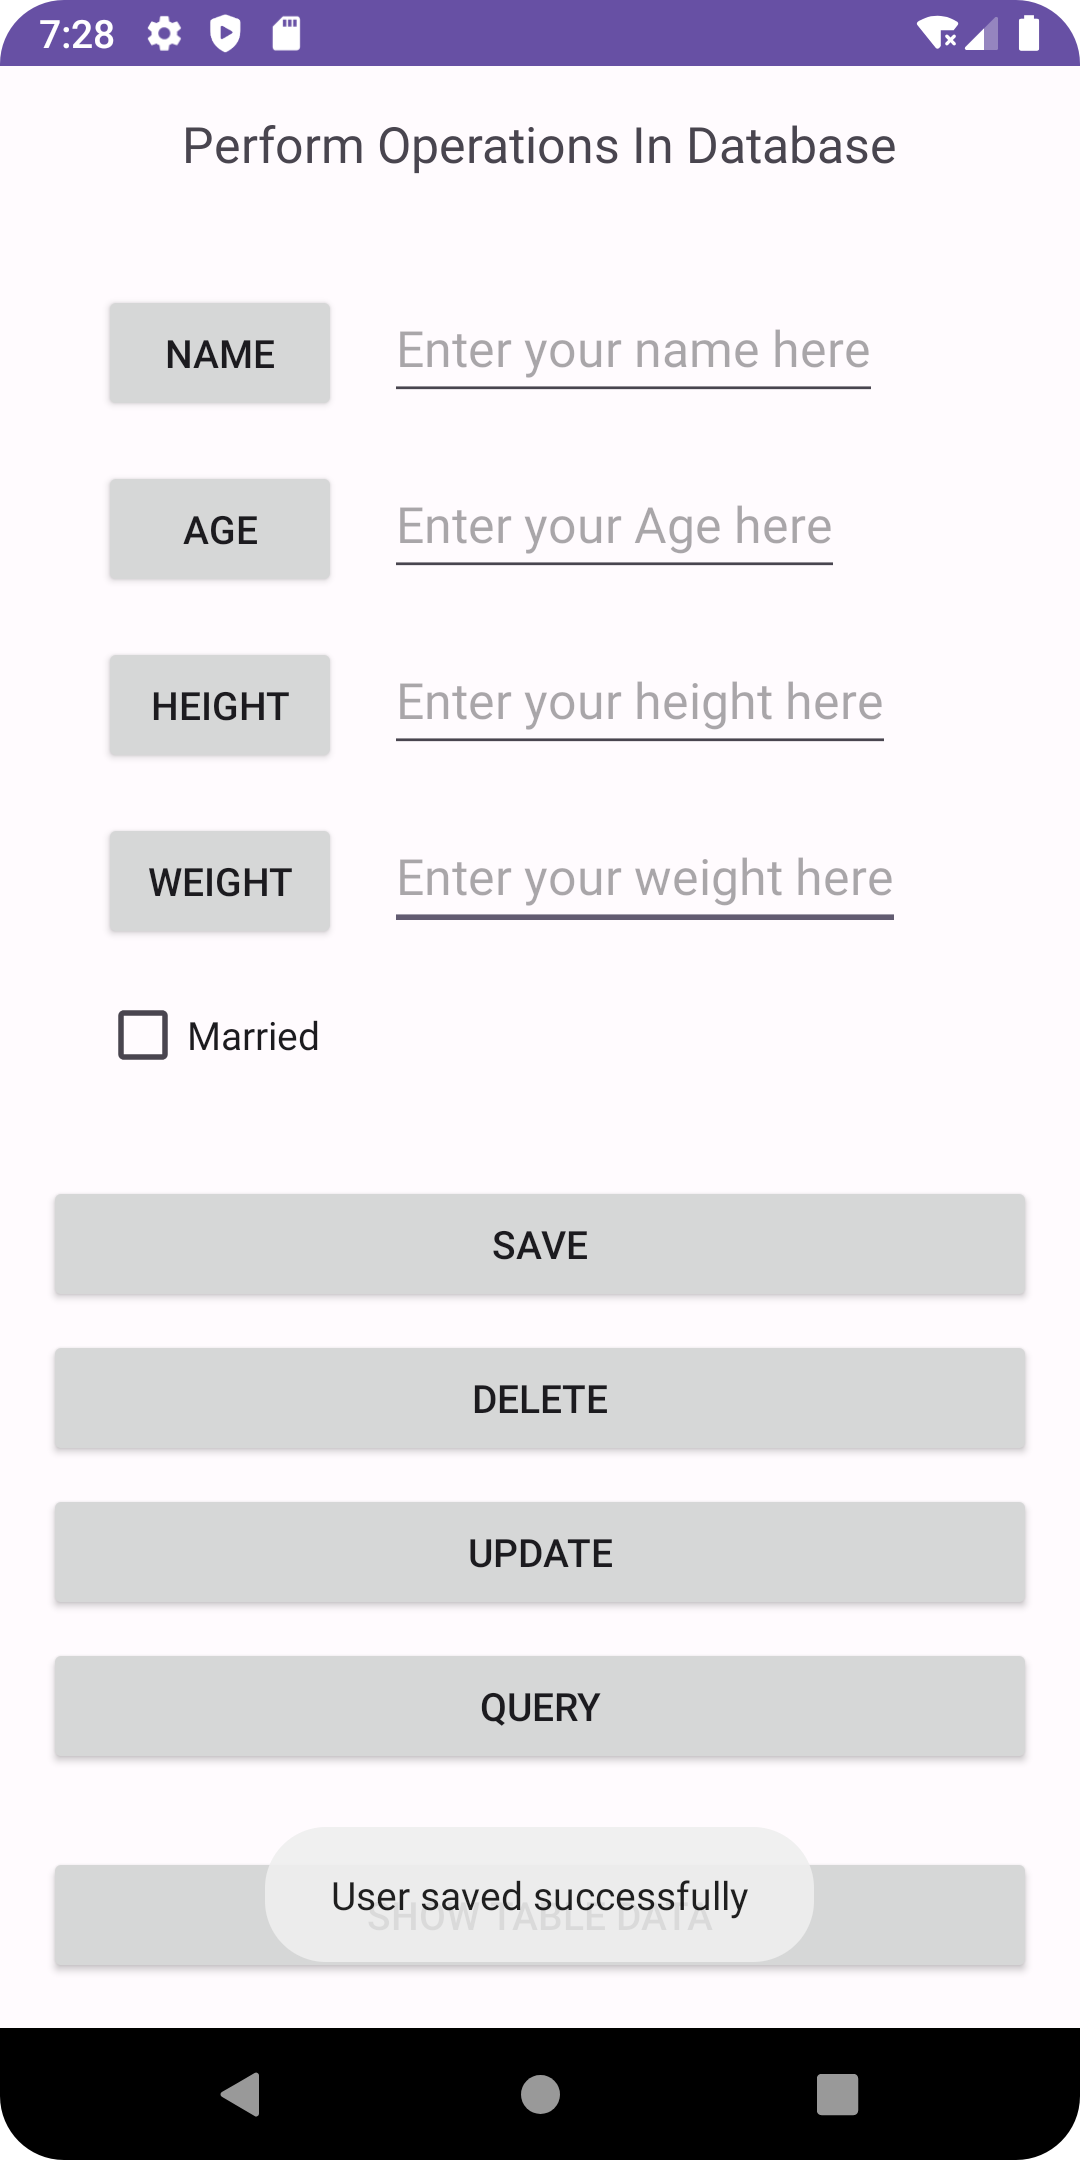 7:28
Perform Operations In Database
NAME
Enter your name here
AGE
Enter your Age here
HEIGHT
Enter your height here
WEIGHT
Enter your weight here
Married
SAVE
DELETE
UPDATE
QUERY
User saved successfully
SHOW TABLE DATA